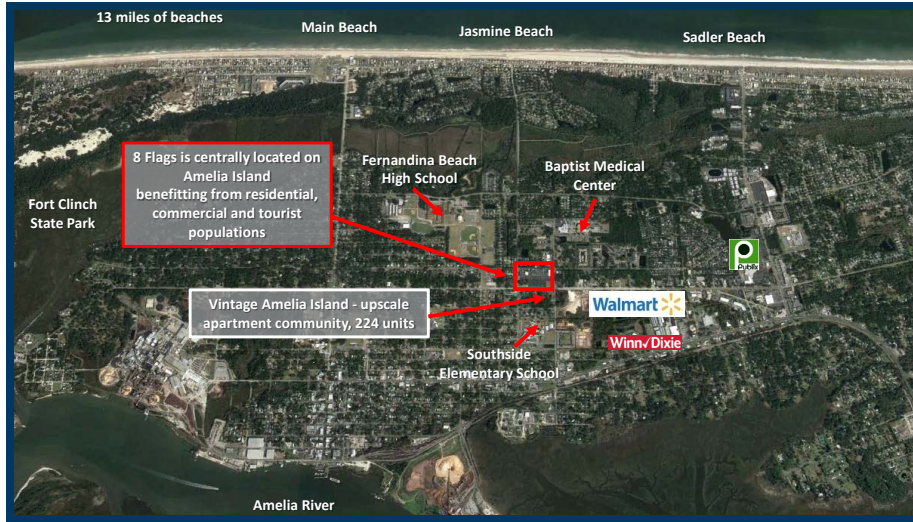 13 miles of beaches
Main Beach
Jasmine Beach
Sadler Beach
8 Flags is centrally located on
Amelia Island
benefitting from residential,
commercial and tourist
populations
Fernandina Beach
High School
Baptist Medical
Center
Fort Clinch
State Park
Publix
Vintage Amelia Island - upscale
apartment community, 224 units
Walmart
Winn✓Dixie
Southside
Elementary School
Amelia River